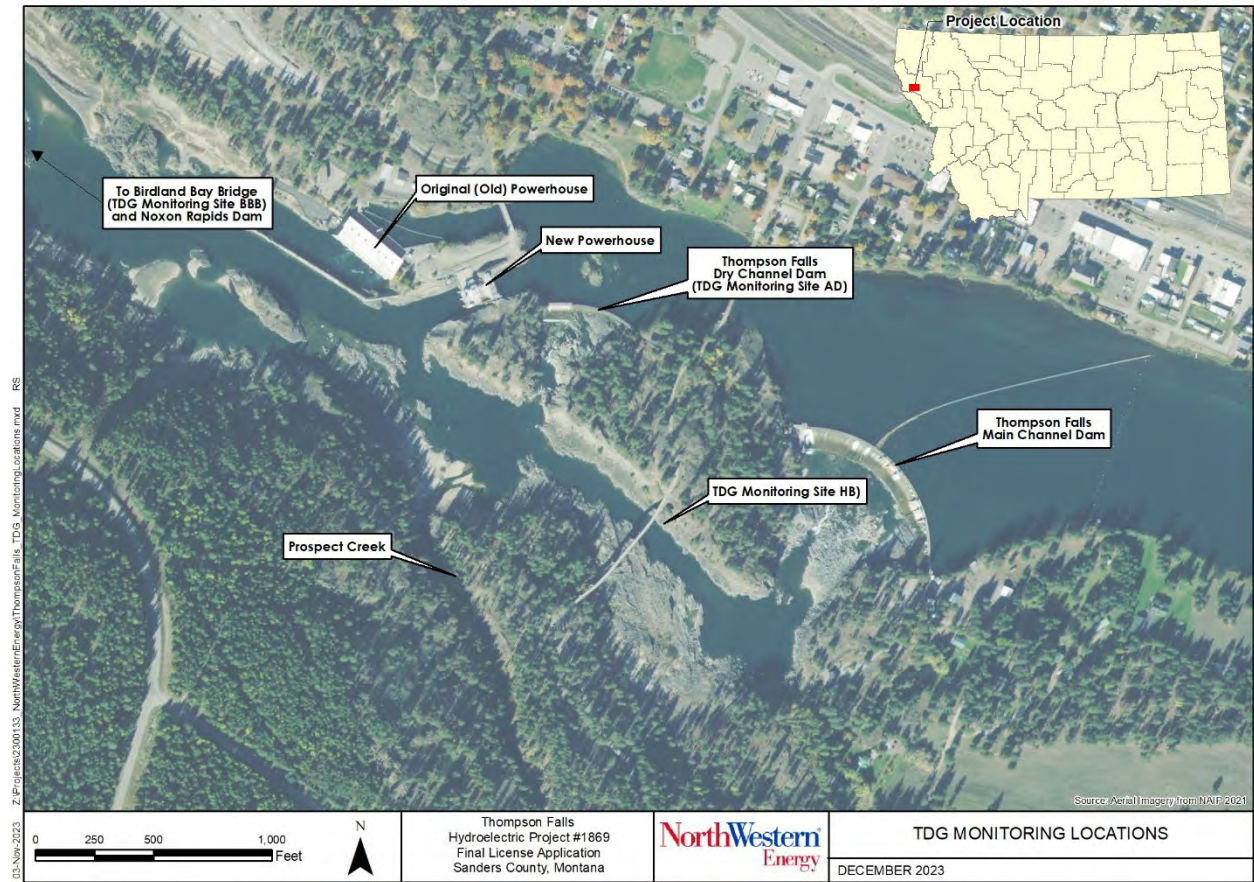 Project Location
To Birdland Bay Bridge
(TDG Monitoring Site BBB)
and Noxon Rapids Dam
Original (Old) Powerhouse
New Powerhouse
Thompson Falls
Dry Channel Dam
(TDG Monitoring Site AD)
Thompson Falls
Main Channel Dam
TDG Monitoring Site HB)
Prospect Creek
Source: Aerial Imagery from NAIP 2021
03-Nov-2023 Z:\Projects\2300133_NorthWesternEnergy\ThompsonFalls_TDG_MonitoringLocations.mxd RS
0 250 500 1,000
Feet
N
Thompson Falls
Hydroelectric Project #1869
Final License Application
Sanders County, Montana
NorthWestern®
Energy
TDG MONITORING LOCATIONS
DECEMBER 2023